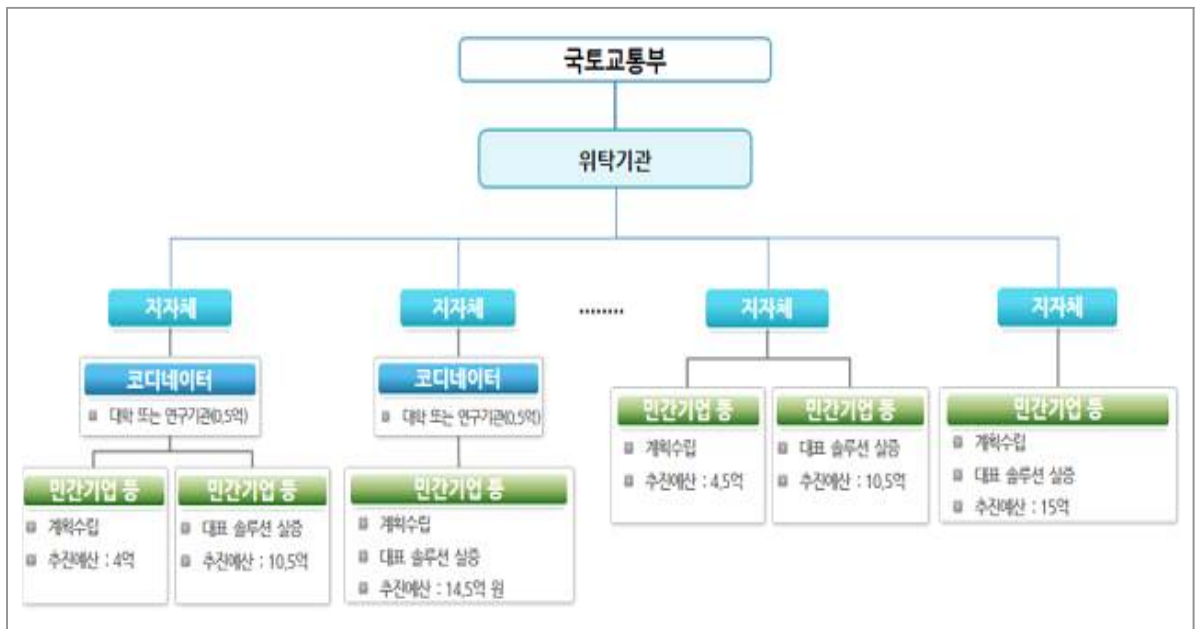 국토교통부
위탁기관
지자체
코디네이터
대학 또는 연구기관(0.5억)
민간기업 등
계획수립
추진예산 : 4억
민간기업 등
대표 솔루션 실증
추진예산 : 10.5억
지자체
코디네이터
대학 또는 연구기관(0.5억)
민간기업 등
계획수립
대표 솔루션 실증
추진예산 : 14.5억 원
........
지자체
민간기업 등
계획수립
추진예산 : 4.5억
민간기업 등
대표 솔루션 실증
추진예산 : 10.5억
지자체
민간기업 등
계획수립
대표 솔루션 실증
추진예산 : 15억